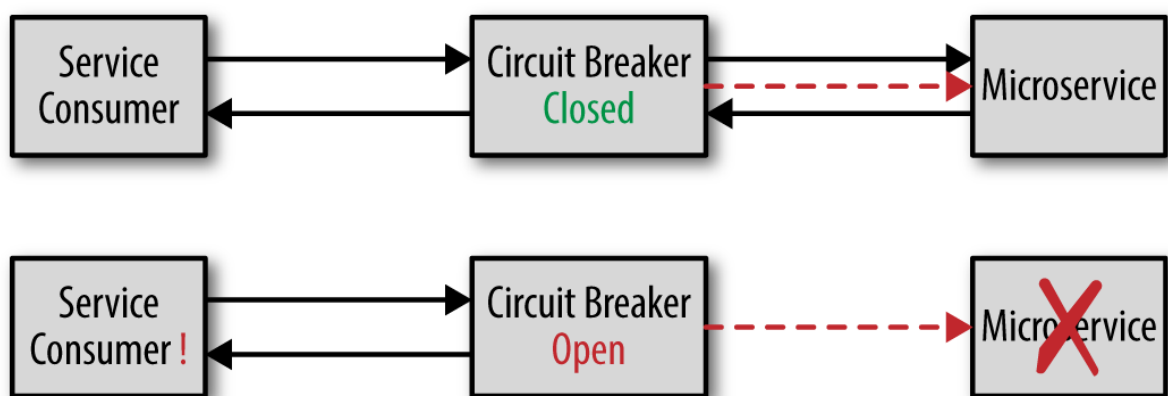 Service
Consumer
Circuit Breaker
Closed
Microservice
Service
Consumer!
Circuit Breaker
Open
Microservice